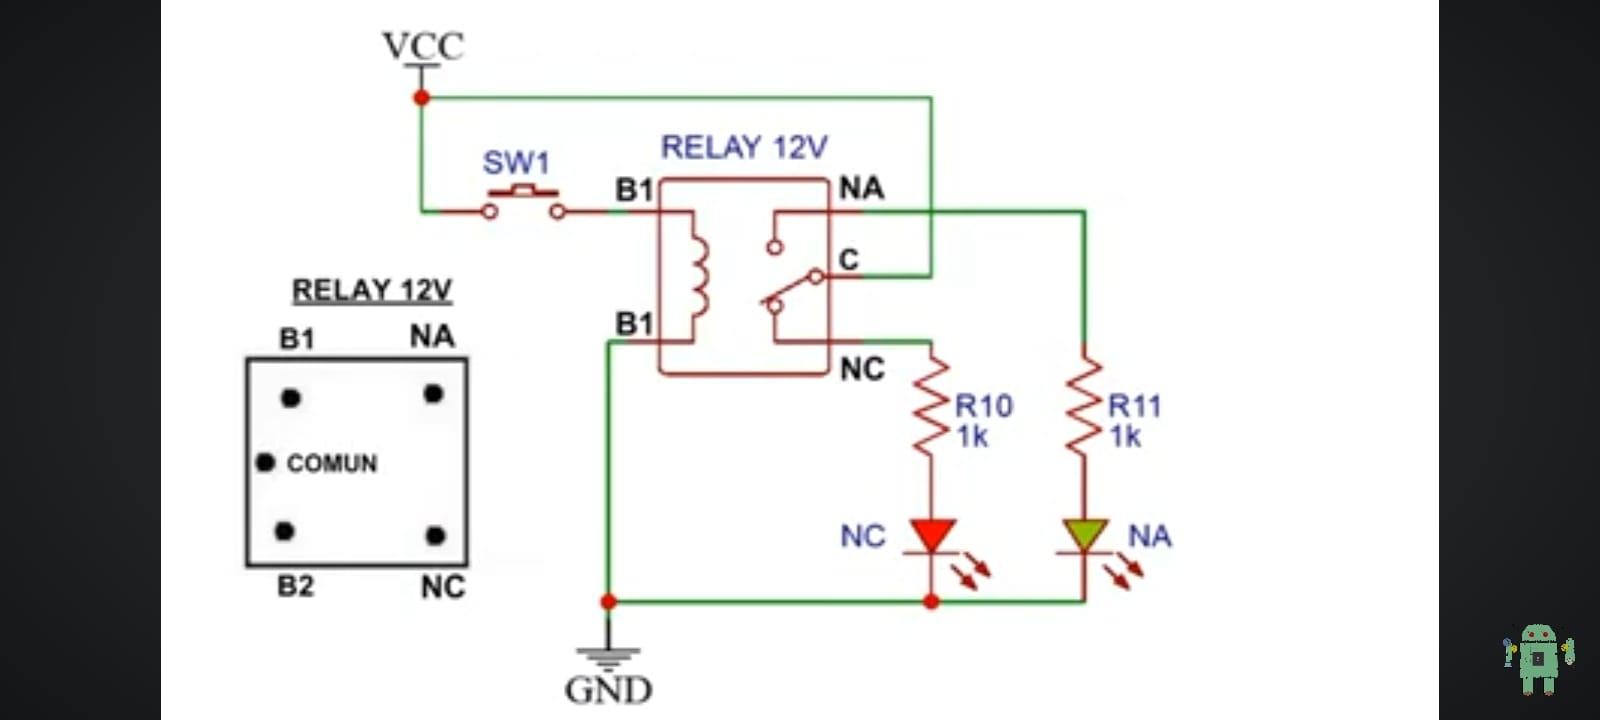 VCC
RELAY 12V
SW1
B1
NA
C
RELAY 12V
B1
B1
NA
NC
R10
1k
R11
1k
COMUN
NC
NA
B2
NC
GND